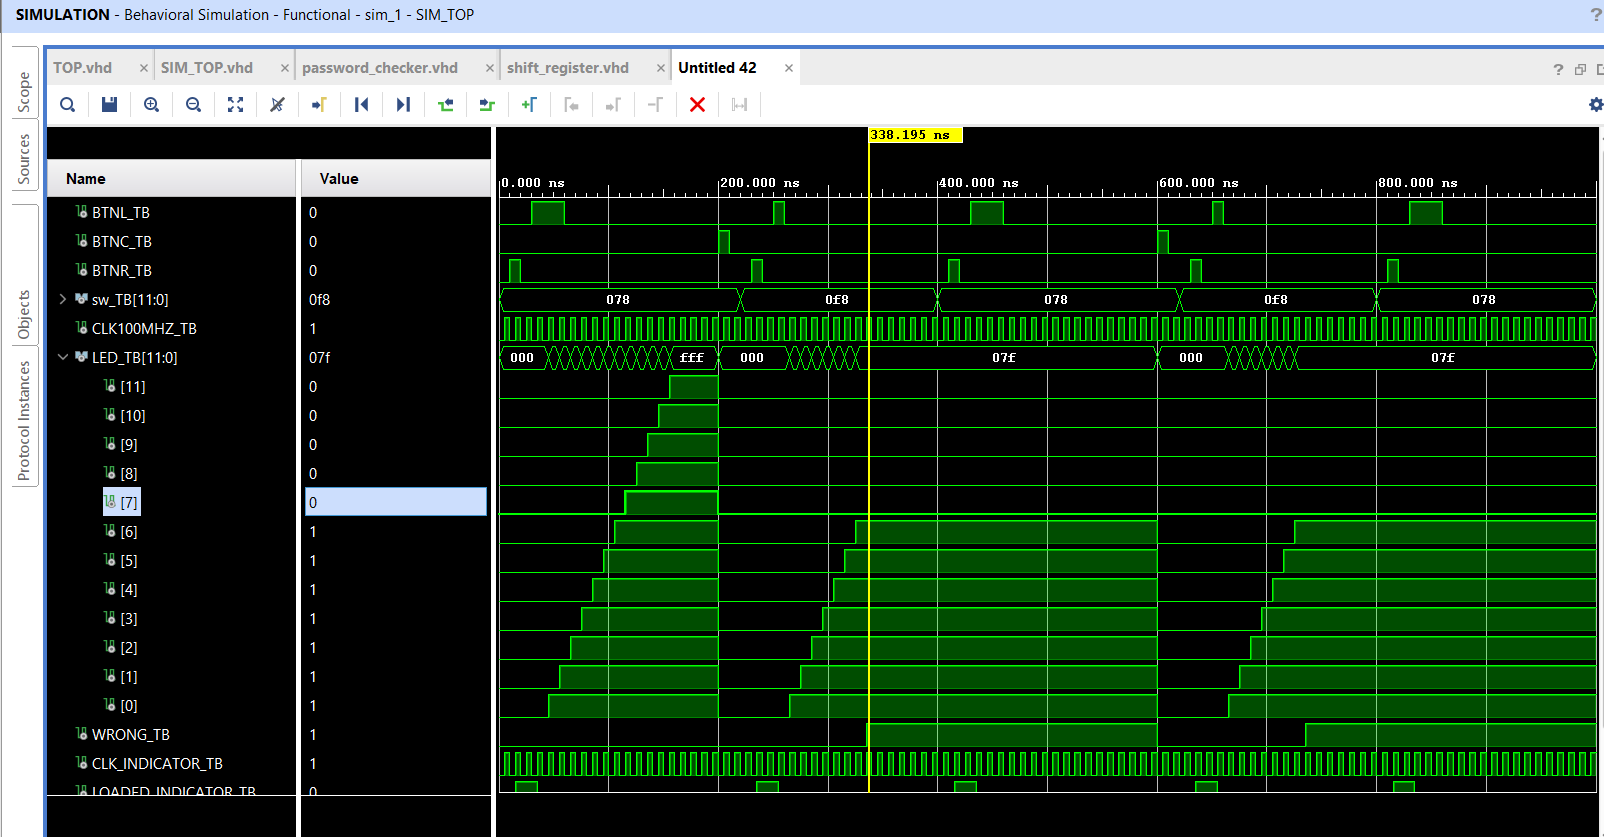 SIMULATION - Behavioral Simulation - Functional - sim_1 - SIM_TOP ?
TOP.vhd × SIM_TOP.vhd × password_checker.vhd × shift_register.vhd × Untitled 42 × ?
Scope
Sources
Objects
Protocol Instances
338.195 ns
Name Value
0.000 ns 200.000 ns 400.000 ns 600.000 ns 800.000 ns
BTNL_TB 0
BTNC_TB 0
BTNR_TB 0
sw_TB[11:0] 0f8 078 0f8 078 0f8 078
CLK100MHZ_TB 1
LED_TB[11:0] 07f 000 fff 000 07f 000 07f
[11] 0
[10] 0
[9] 0
[8] 0
[7] 0
[6] 1
[5] 1
[4] 1
[3] 1
[2] 1
[1] 1
[0] 1
WRONG_TB 1
CLK_INDICATOR_TB 1
LOADED_INDICATOR_TB 0